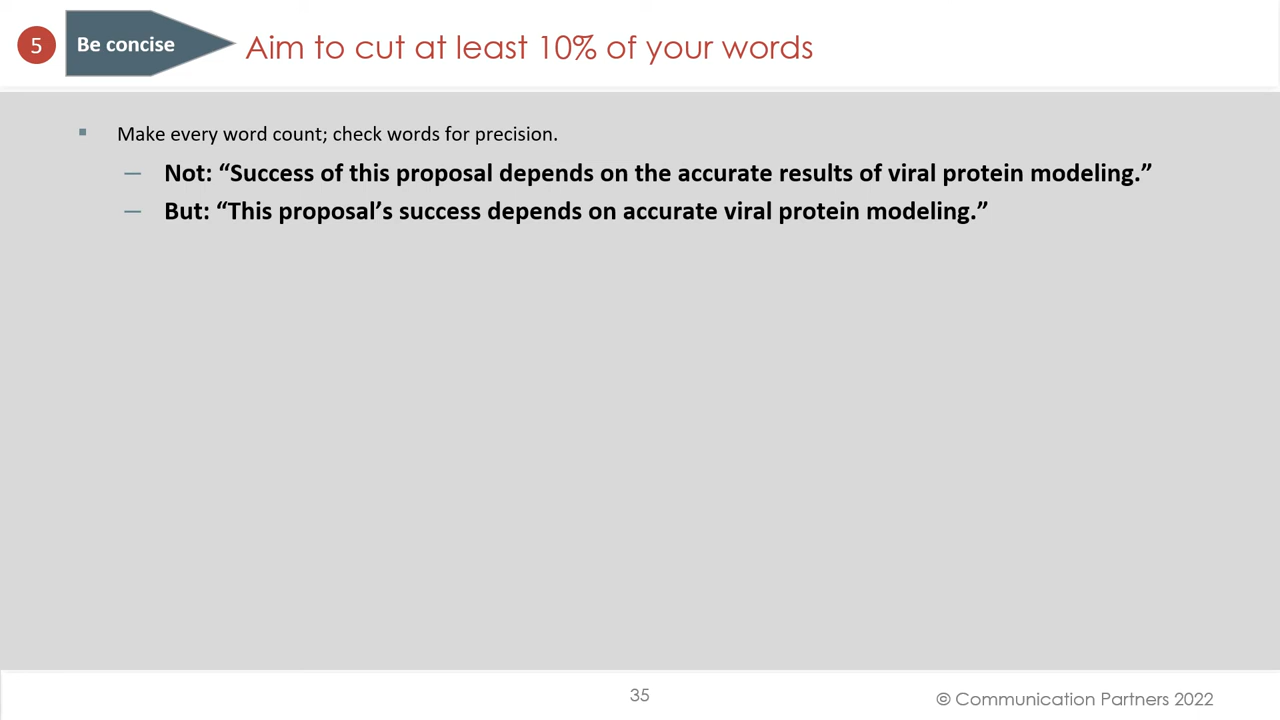 5
Be concise
Aim to cut at least 10% of your words
▪ Make every word count; check words for precision.
— Not: “Success of this proposal depends on the accurate results of viral protein modeling.”
— But: “This proposal’s success depends on accurate viral protein modeling.”
35
© Communication Partners 2022